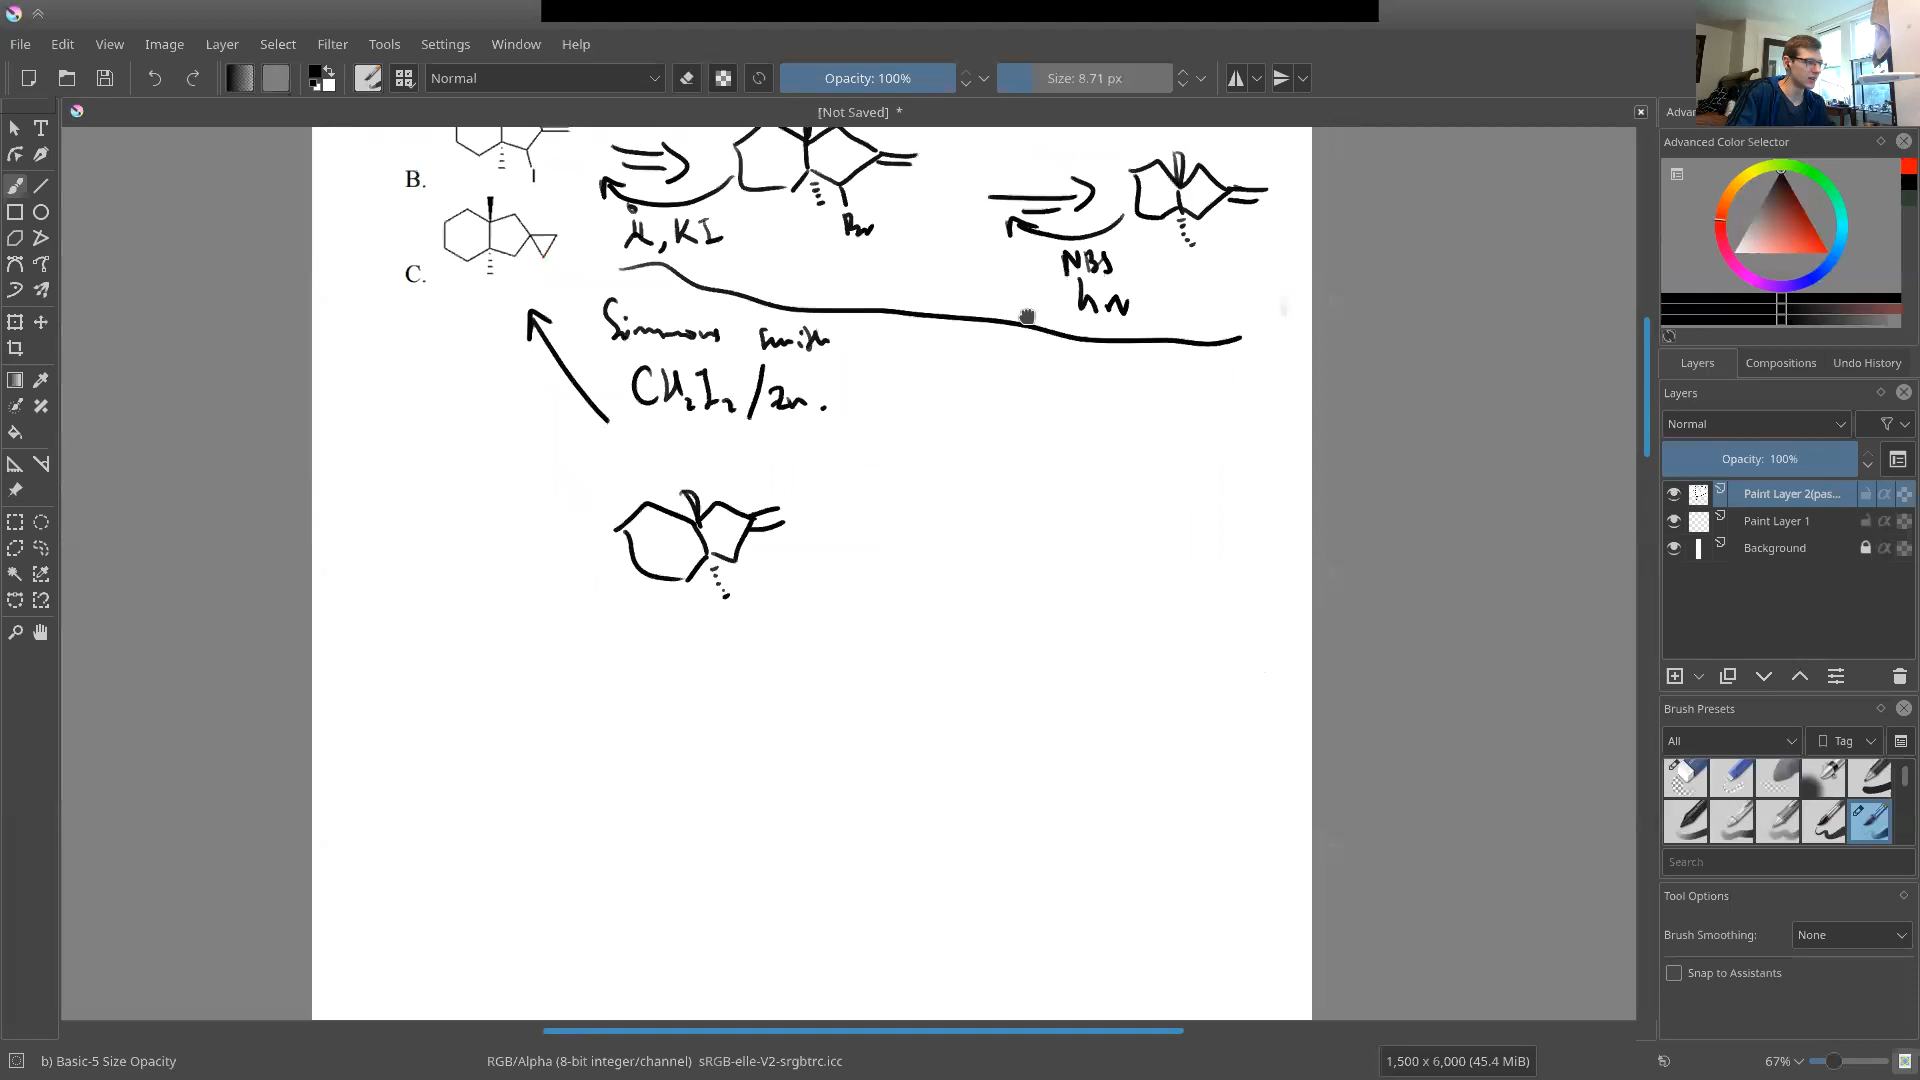 File Edit View Image Layer Select Filter Tools Settings Window Help
Normal
Opacity: 100%
Size: 8.71 px
[Not Saved] *
Advan
Advanced Color Selector
B.
I
Br
KI
C.
NBS
Simmons Smith
CH2I2/Zn.
Layers Compositions Undo History
Layers
Normal
Opacity: 100%
Paint Layer 2(pas...
Paint Layer 1
Background
Brush Presets
All
Tag
Search
Tool Options
Brush Smoothing: None
Snap to Assistants
b) Basic-5 Size Opacity
RGB/Alpha (8-bit integer/channel) sRGB-elle-V2-srgbtrc.icc
1,500 x 6,000 (45.4 MiB)
67%